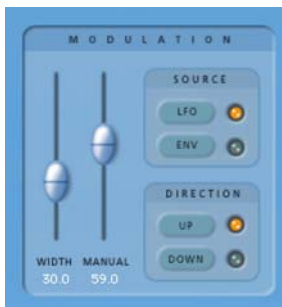 MODULATION
SOURCE
LFO
ENV
DIRECTION
UP
DOWN
WIDTH MANUAL
30.0 59.0